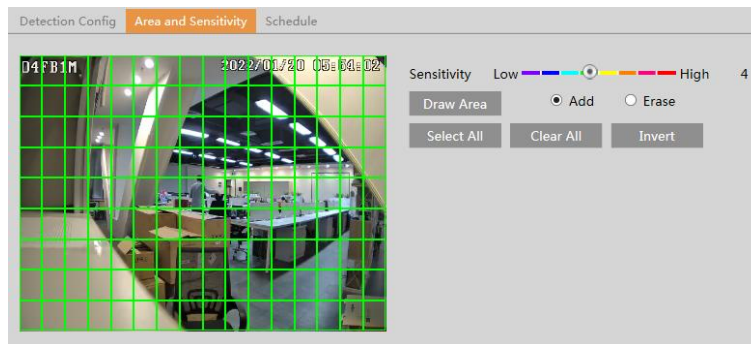 Detection Config Area and Sensitivity Schedule
D4FB1M 2022/01/20 05:54:02
Sensitivity Low High 4
Draw Area Add Erase
Select All Clear All Invert